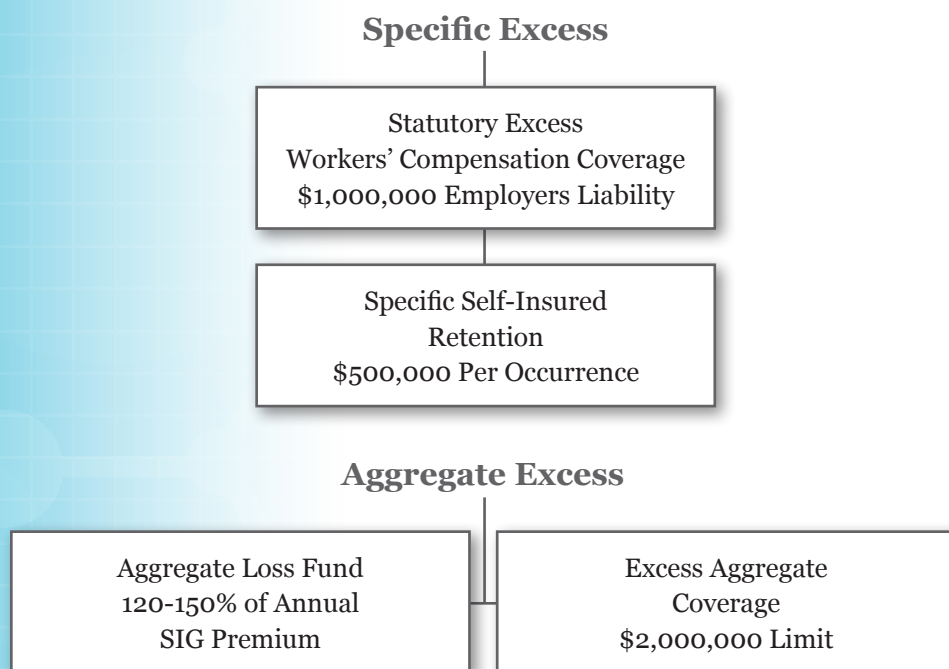 Specific Excess
Statutory Excess
Workers’ Compensation Coverage
$1,000,000 Employers Liability
Specific Self-Insured
Retention
$500,000 Per Occurrence
Aggregate Excess
Aggregate Loss Fund
120-150% of Annual
SIG Premium
Excess Aggregate
Coverage
$2,000,000 Limit